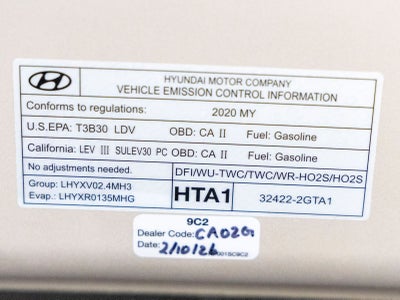 HYUNDAI MOTOR COMPANY
VEHICLE EMISSION CONTROL INFORMATION
Conforms to regulations: 2020 MY
U.S.EPA: T3B30 LDV OBD: CA II Fuel: Gasoline
California: LEV III SULEV30 PC OBD: CA II Fuel: Gasoline
No adjustments needed. DFI/WU-TWC/TWC/WR-HO2S/HO2S
Group: LHYXV02.4MH3
Evap.: LHYXR0135MHG HTA1 32422-2GTA1
9C2
Dealer Code: CA020
Date: 2/10/26